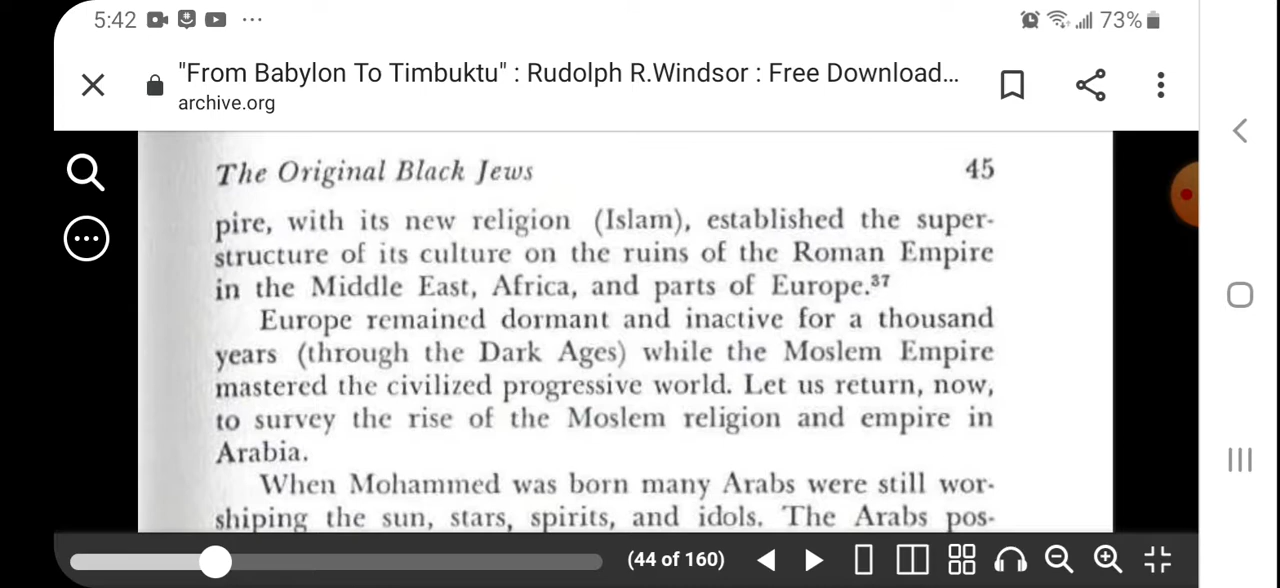 5:42 ... 73%
"From Babylon To Timbuktu" : Rudolph R.Windsor : Free Download...
archive.org
The Original Black Jews 45
pire, with its new religion (Islam), established the super-
structure of its culture on the ruins of the Roman Empire
in the Middle East, Africa, and parts of Europe.37
Europe remained dormant and inactive for a thousand
years (through the Dark Ages) while the Moslem Empire
mastered the civilized progressive world. Let us return, now,
to survey the rise of the Moslem religion and empire in
Arabia.
When Mohammed was born many Arabs were still wor-
shiping the sun, stars, spirits, and idols. The Arabs pos-
(44 of 160)